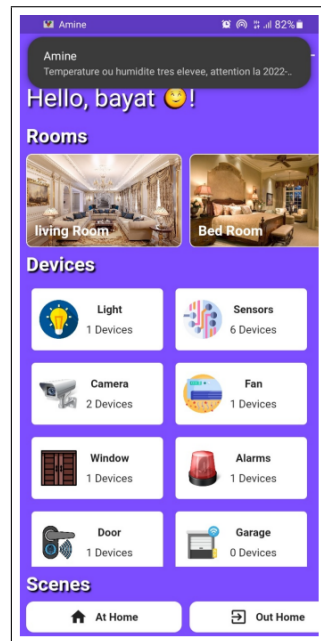 Amine
82%
Amine
Temperature ou humidite tres elevee, attention la 2022-..
Hello, bayat 😊!
Rooms
living Room
Bed Room
Devices
Light
1 Devices
Sensors
6 Devices
Camera
2 Devices
Fan
1 Devices
Window
1 Devices
Alarms
1 Devices
Door
1 Devices
Garage
0 Devices
Scenes
At Home
Out Home